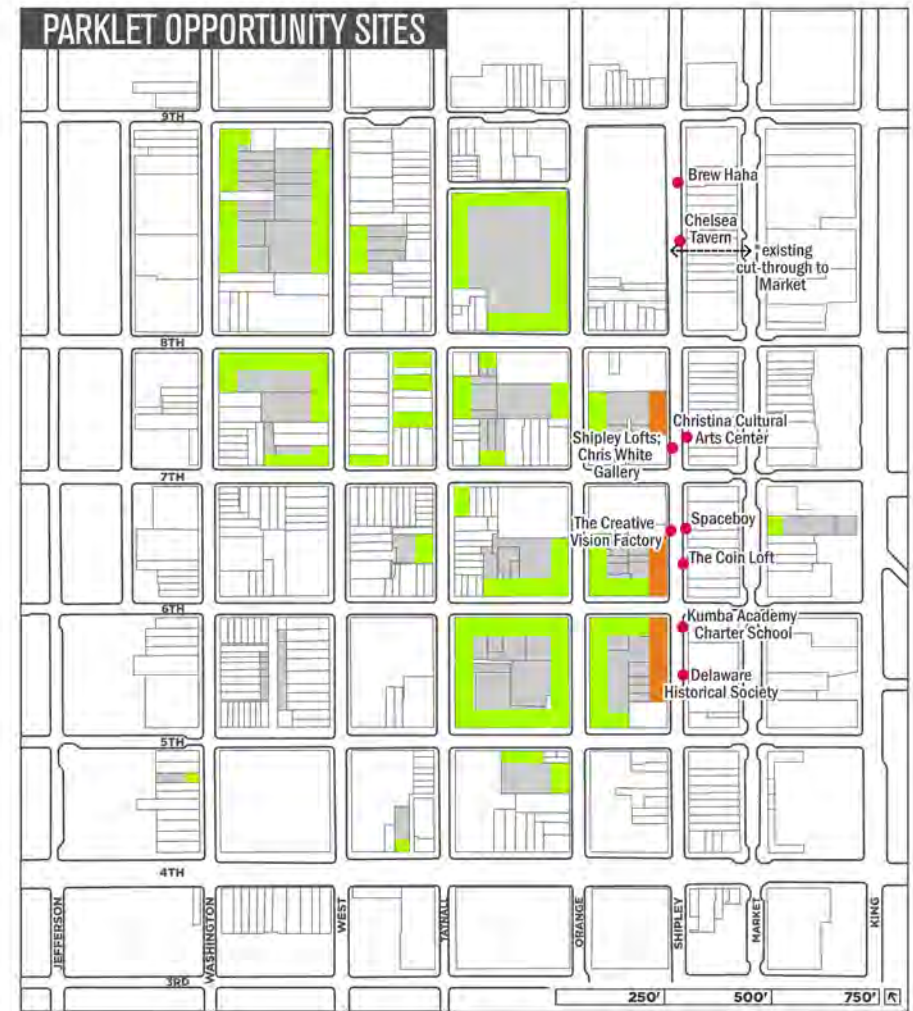 PARKLET OPPORTUNITY SITES
9TH
Brew Haha
Chelsea
Tavern
*existing
cut-through to
Market
8TH
Christina Cultural
Arts Center
Shipley Lofts;
Chris White
Gallery
7TH
The Creative
Vision Factory
Spaceboy
The Coin Loft
6TH
Kumba Academy
Charter School
Delaware
Historical Society
5TH
4TH
JEFFERSON
WASHINGTON
WEST
TATNALL
ORANGE
SHIPLEY
MARKET
KING
3RD
250'
500'
750'